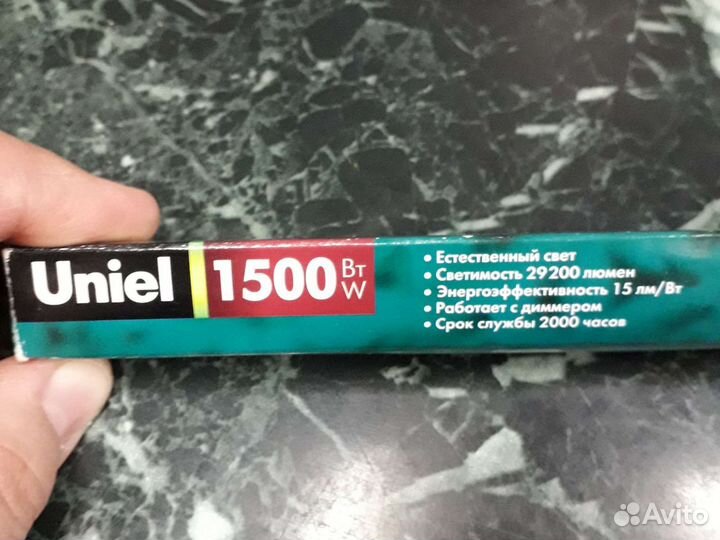 Uniel
1500 Вт
W
• Естественный свет
• Светимость 29200 люмен
• Энергоэффективность 15 лм/Вт
• Работает с диммером
• Срок службы 2000 часов
Avito